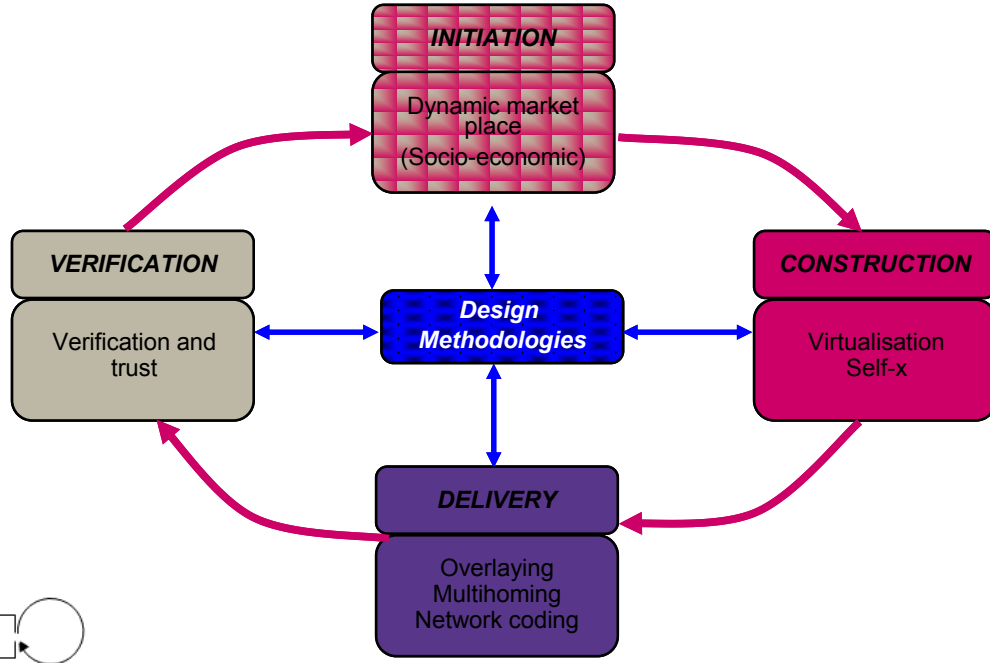 INITIATION
Dynamic market
place
(Socio-economic)
VERIFICATION
Verification and
trust
Design
Methodologies
CONSTRUCTION
Virtualisation
Self-x
DELIVERY
Overlaying
Multihoming
Network coding